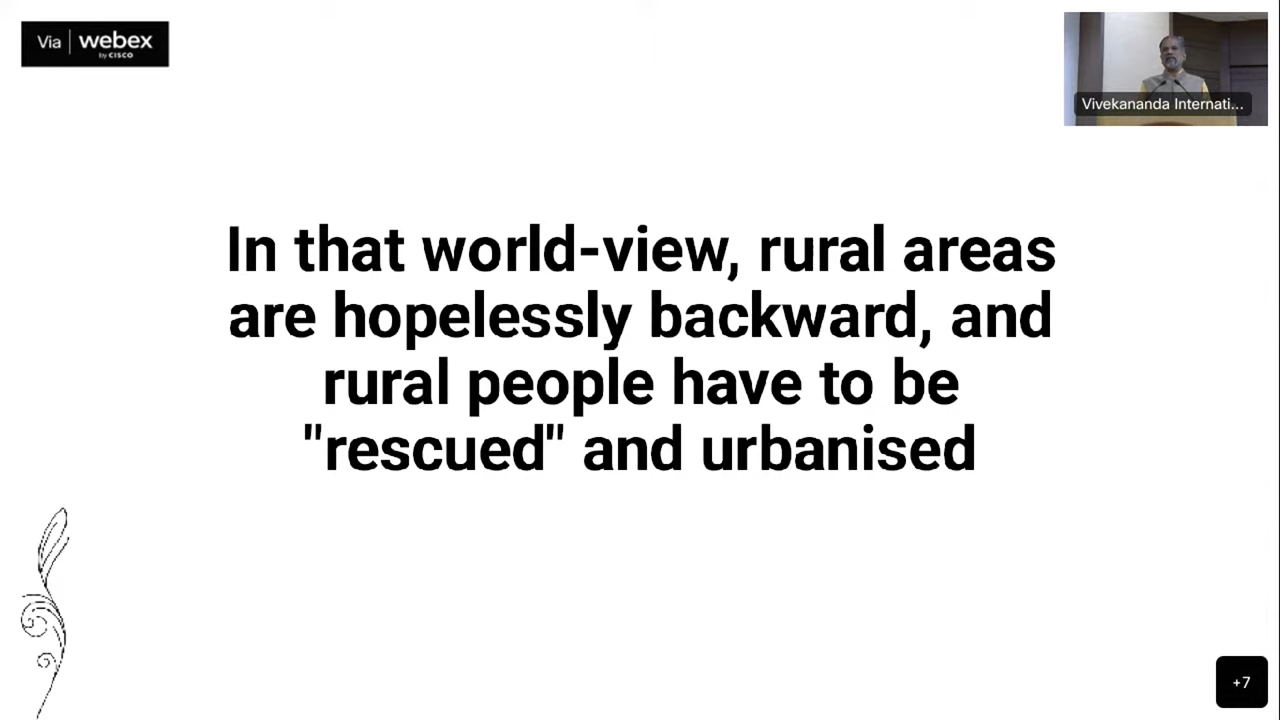 Via | webex
by CISCO
Vivekananda Internati...
In that world-view, rural areas
are hopelessly backward, and
rural people have to be
"rescued" and urbanised
+7